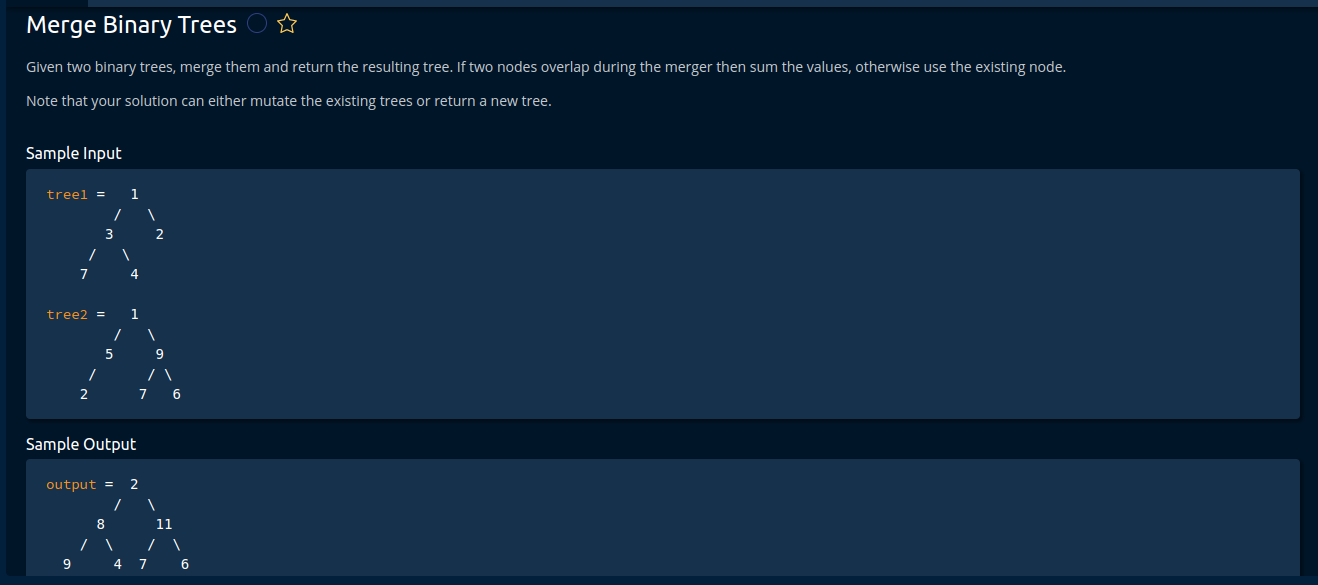 Merge Binary Trees
Given two binary trees, merge them and return the resulting tree. If two nodes overlap during the merger then sum the values, otherwise use the existing node.
Note that your solution can either mutate the existing trees or return a new tree.
Sample Input
tree1 =   1
        /   \
       3     2
     /   \
    7     4
tree2 =   1
        /   \
       5     9
     /      / \
    2      7   6
Sample Output
output =  2
        /   \
      8      11
    /  \    /  \
  9     4  7    6